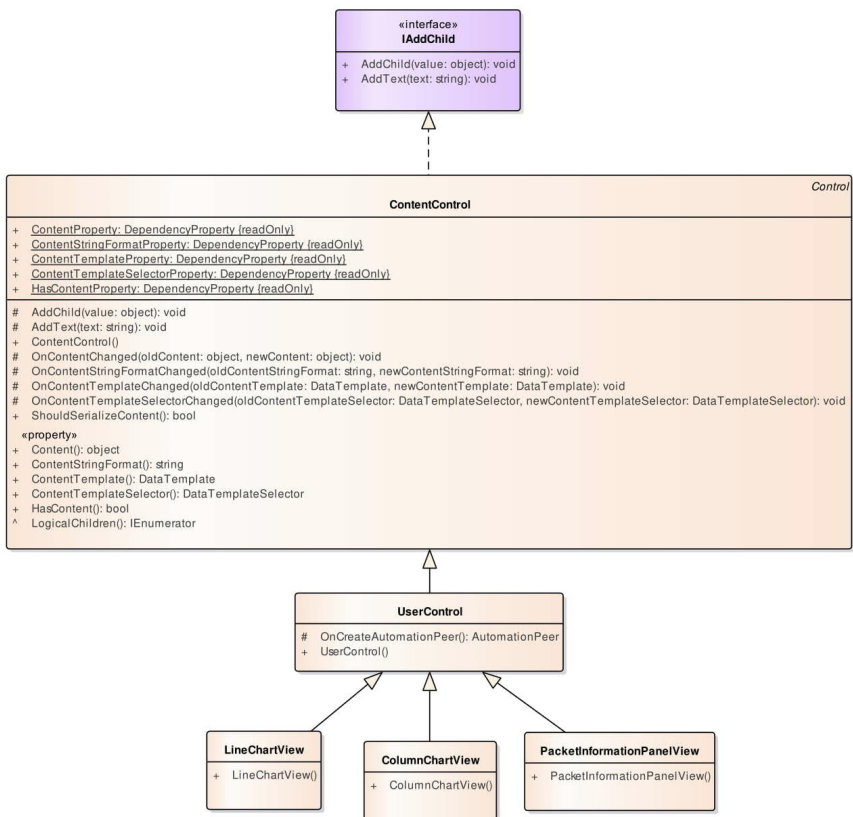 «interface»
IAddChild
+ AddChild(value: object): void
+ AddText(text: string): void
Control
ContentControl
+ ContentProperty: DependencyProperty {readOnly}
+ ContentStringFormatProperty: DependencyProperty {readOnly}
+ ContentTemplateProperty: DependencyProperty {readOnly}
+ ContentTemplateSelectorProperty: DependencyProperty {readOnly}
+ HasContentProperty: DependencyProperty {readOnly}
# AddChild(value: object): void
# AddText(text: string): void
+ ContentControl()
# OnContentChanged(oldContent: object, newContent: object): void
# OnContentStringFormatChanged(oldContentStringFormat: string, newContentStringFormat: string): void
# OnContentTemplateChanged(oldContentTemplate: DataTemplate, newContentTemplate: DataTemplate): void
# OnContentTemplateSelectorChanged(oldContentTemplateSelector: DataTemplateSelector, newContentTemplateSelector: DataTemplateSelector): void
+ ShouldSerializeContent(): bool
«property»
+ Content(): object
+ ContentStringFormat(): string
+ ContentTemplate(): DataTemplate
+ ContentTemplateSelector(): DataTemplateSelector
+ HasContent(): bool
^ LogicalChildren(): IEnumerator
UserControl
# OnCreateAutomationPeer(): AutomationPeer
+ UserControl()
LineChartView
+ LineChartView()
ColumnChartView
+ ColumnChartView()
PacketInformationPanelView
+ PacketInformationPanelView()